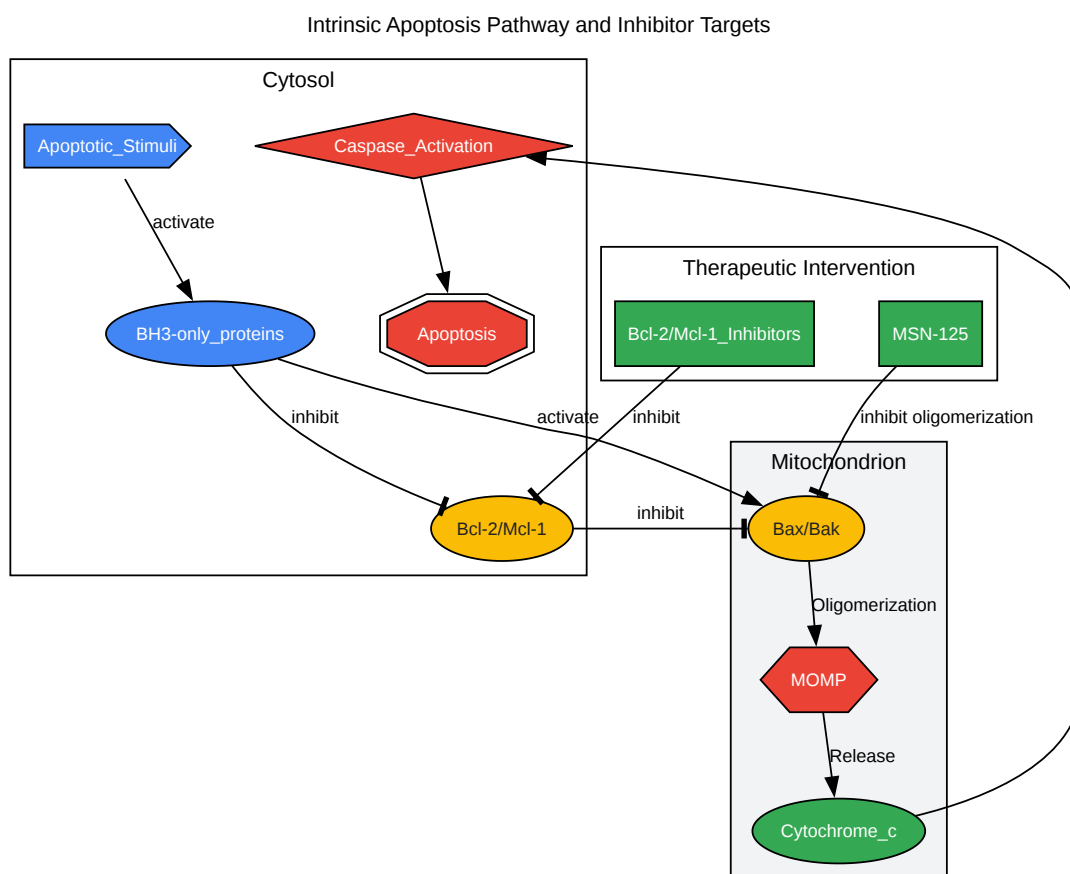 Intrinsic Apoptosis Pathway and Inhibitor Targets
Cytosol
Apoptotic_Stimuli
Caspase_Activation
activate
Therapeutic Intervention
BH3-only_proteins
Apoptosis
Bcl-2/Mcl-1_Inhibitors
MSN-125
inhibit
activate
inhibit
inhibit oligomerization
Mitochondrion
Bcl-2/Mcl-1
inhibit
Bax/Bak
Oligomerization
MOMP
Release
Cytochrome_c